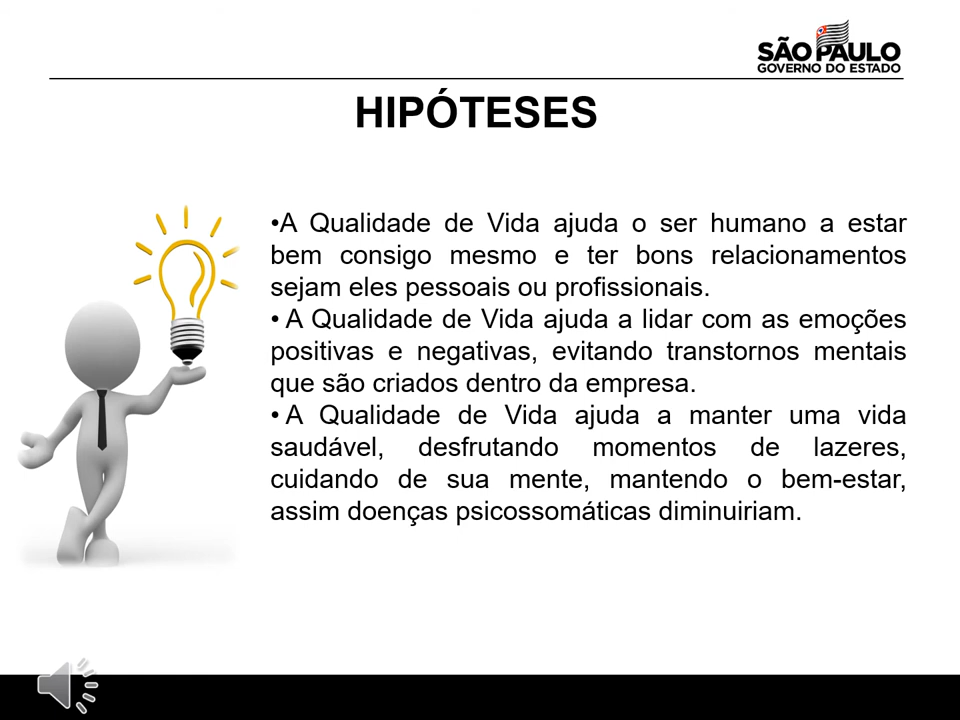 SÃO PAULO
GOVERNO DO ESTADO
HIPÓTESES
•A Qualidade de Vida ajuda o ser humano a estar
bem consigo mesmo e ter bons relacionamentos
sejam eles pessoais ou profissionais.
• A Qualidade de Vida ajuda a lidar com as emoções
positivas e negativas, evitando transtornos mentais
que são criados dentro da empresa.
• A Qualidade de Vida ajuda a manter uma vida
saudável, desfrutando momentos de lazeres,
cuidando de sua mente, mantendo o bem-estar,
assim doenças psicossomáticas diminuiriam.